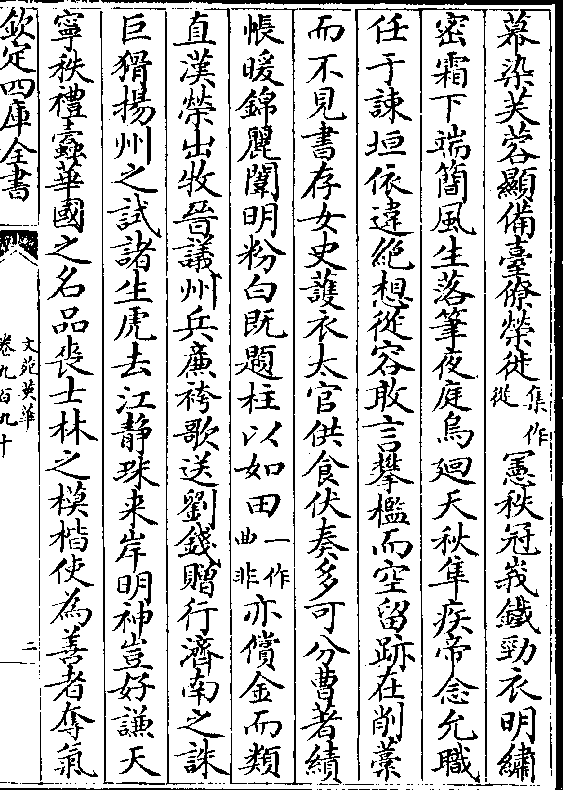 幕染芙蓉顯備臺僚榮徙集作從憲秩冠峩鐵勁衣明繡
密霜下端簡風生落筆夜庭烏廻天秋隼疾帝念允職
任于諫垣依違絶想從容敢言攀檻而空留跡在削藁
而不見書存女史護衣太官供食伏奏多可分曹著績
帳暖錦麗闈明粉白既題柱以如田一作曲非亦償金而類
直漢榮出牧晉議州兵廉袴歌送劉錢贈行濟南之誅
巨猾揚州之試諸生虎去江靜珠来岸明神豈好謙天
寧秩禮蠹華國之名品喪士林之模楷使為善者奪氣
欽定四庫全書
文苑英華
卷九百九十
二